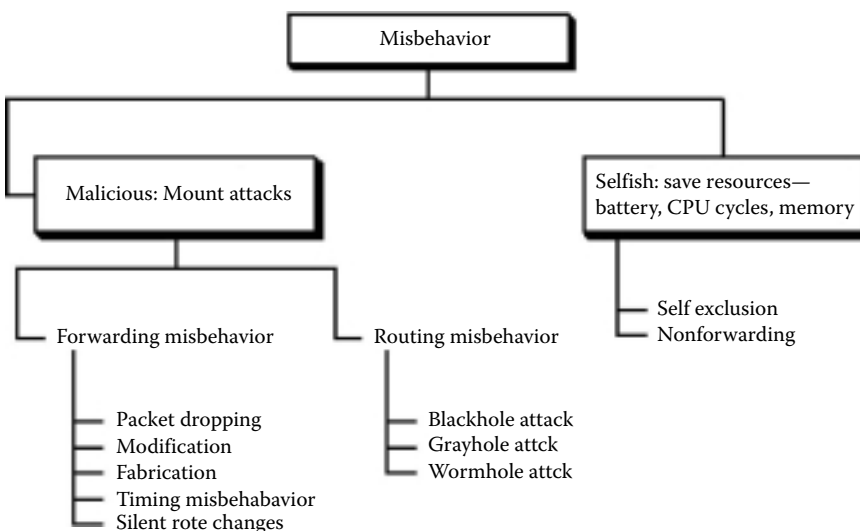 Misbehavior
Malicious: Mount attacks
Selfish: save resources—
battery, CPU cycles, memory
Self exclusion
Nonforwarding
Forwarding misbehavior
Packet dropping
Modification
Fabrication
Timing misbehabavior
Silent rote changes
Routing misbehavior
Blackhole attack
Grayhole attck
Wormhole attck